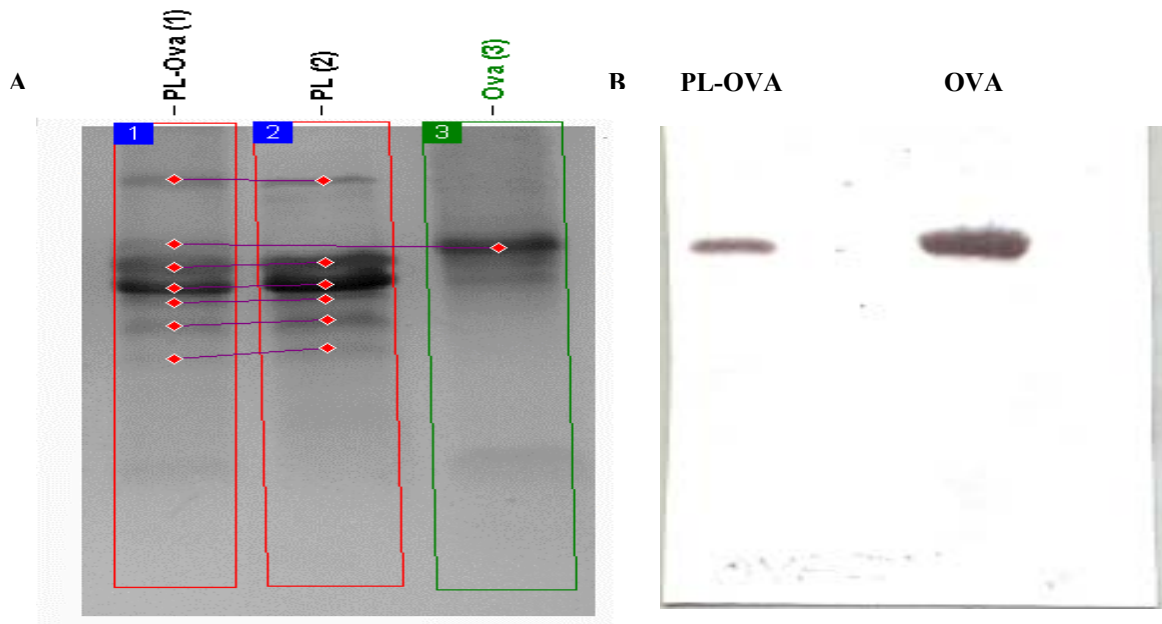 A
– PL-Ova (1)
– PL (2)
– Ova (3)
1
2
3
B
PL-OVA
OVA